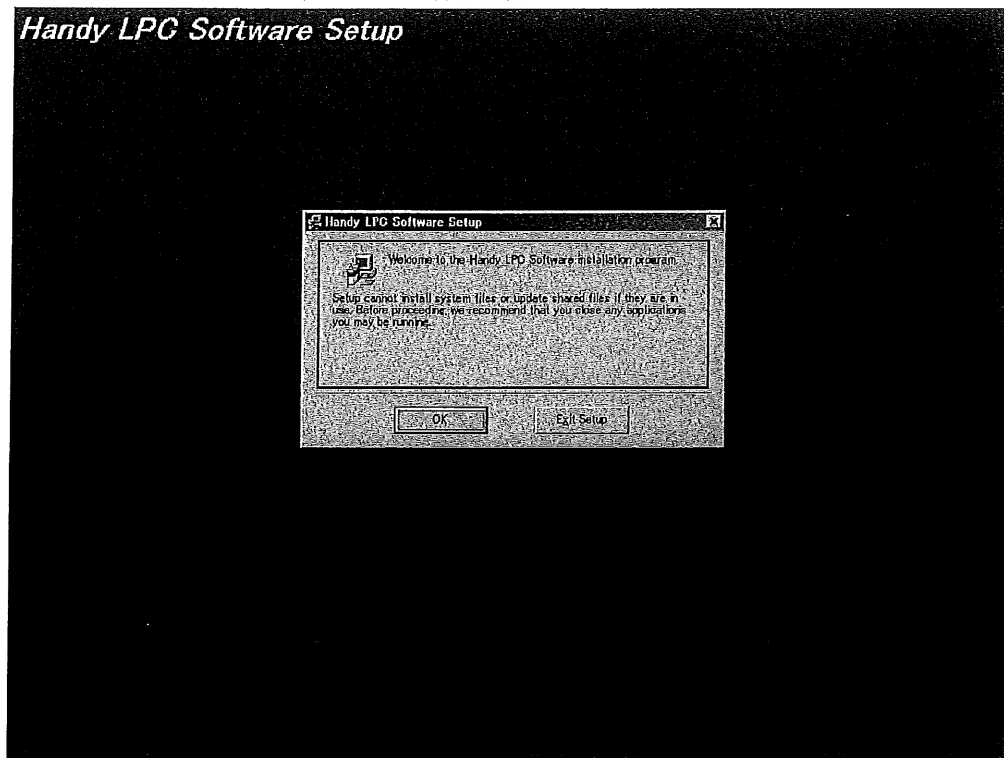 Handy LPC Software Setup
Handy LPC Software Setup
Welcome to the Handy LPC Software installation program.
Setup cannot install system files or update shared files if they are in
use. Before proceeding, we recommend that you close any applications
you may be running.
OK
Exit Setup